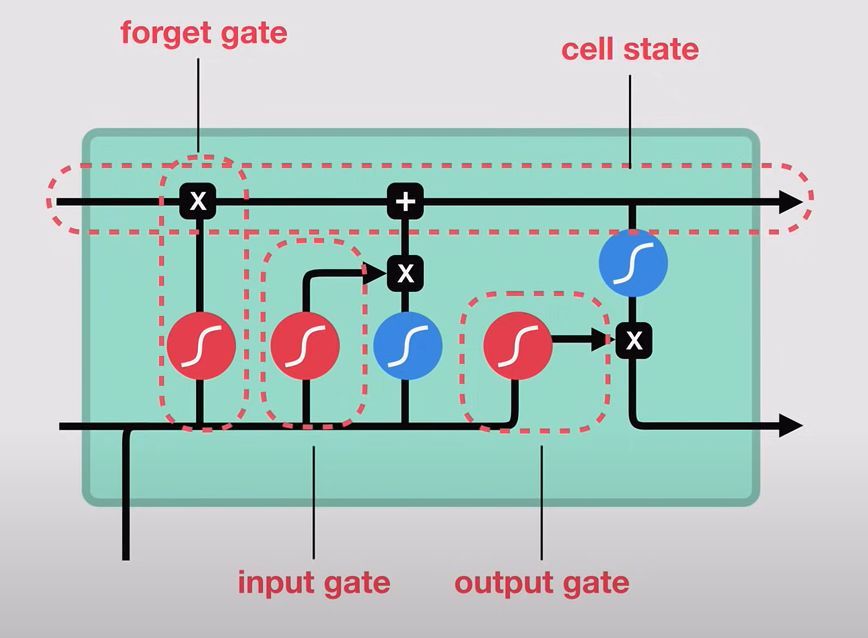 forget gate
cell state
X
+
X
X
input gate
output gate